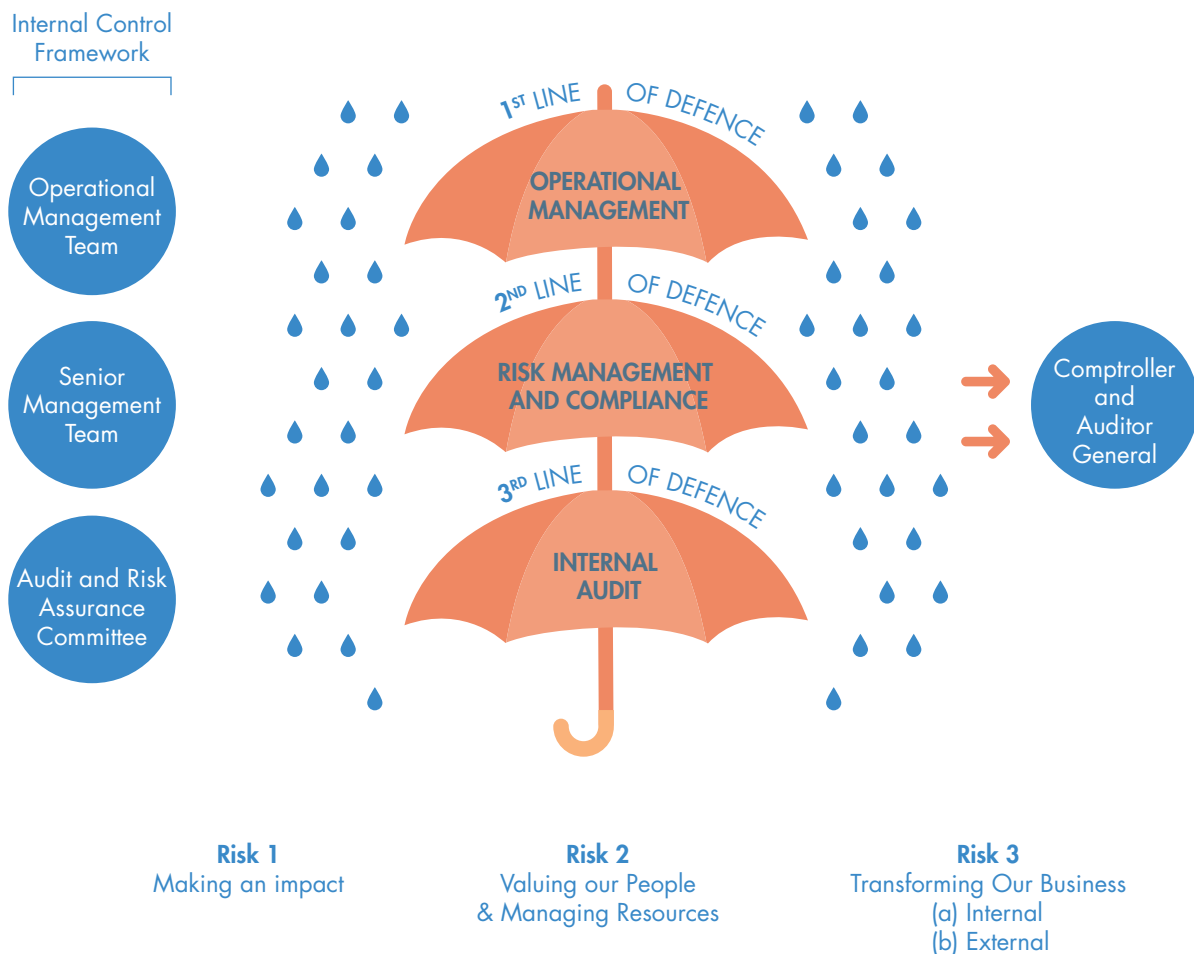 Internal Control
Framework
Operational
Management
Team
Senior
Management
Team
Audit and Risk
Assurance
Committee
1ST LINE OF DEFENCE
OPERATIONAL
MANAGEMENT
2ND LINE OF DEFENCE
RISK MANAGEMENT
AND COMPLIANCE
3RD LINE OF DEFENCE
INTERNAL
AUDIT
Comptroller
and
Auditor
General
Risk 1
Making an impact
Risk 2
Valuing our People
& Managing Resources
Risk 3
Transforming Our Business
(a) Internal
(b) External